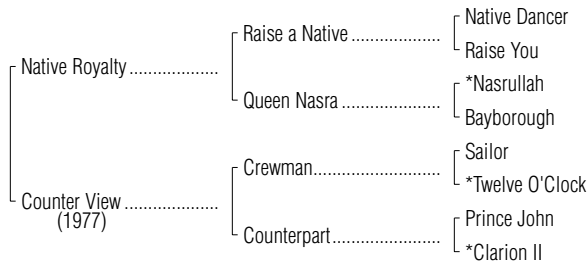 Native Dancer
Raise a Native ......................
Raise You
Native Royalty ......................
*Nasrullah
Queen Nasra ........................
Bayborough
Sailor
Crewman.............................
*Twelve O'Clock
Counter View ......................
(1977)
Prince John
Counterpart.........................
*Clarion II